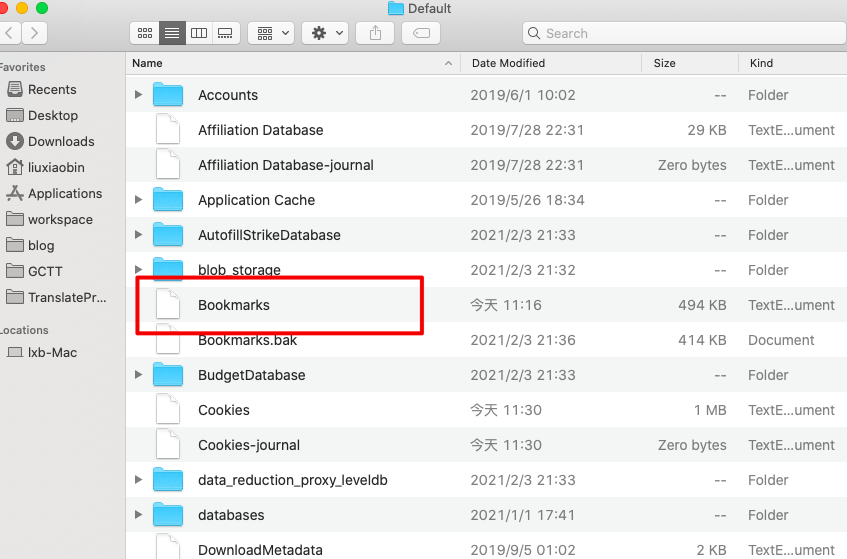 Default
Search
Name Date Modified Size Kind
Favorites
Recents
Desktop
Downloads
liuxiaobin
Applications
workspace
blog
GCTT
TranslatePr...
Locations
lxb-Mac
Accounts 2019/6/1 10:02 -- Folder
Affiliation Database 2019/7/28 22:31 29 KB TextE...ument
Affiliation Database-journal 2019/7/28 22:31 Zero bytes TextE...ument
Application Cache 2019/5/26 18:34 -- Folder
AutofillStrikeDatabase 2021/2/3 21:33 -- Folder
blob_storage 2021/2/3 21:32 -- Folder
Bookmarks 今天 11:16 494 KB TextE...ument
Bookmarks.bak 2021/2/3 21:36 414 KB Document
BudgetDatabase 2021/2/3 21:33 -- Folder
Cookies 今天 11:30 1 MB TextE...ument
Cookies-journal 今天 11:30 Zero bytes TextE...ument
data_reduction_proxy_leveldb 2021/2/3 21:33 -- Folder
databases 2021/1/1 17:41 -- Folder
DownloadMetadata 2019/9/5 01:02 2 KB TextE...ument